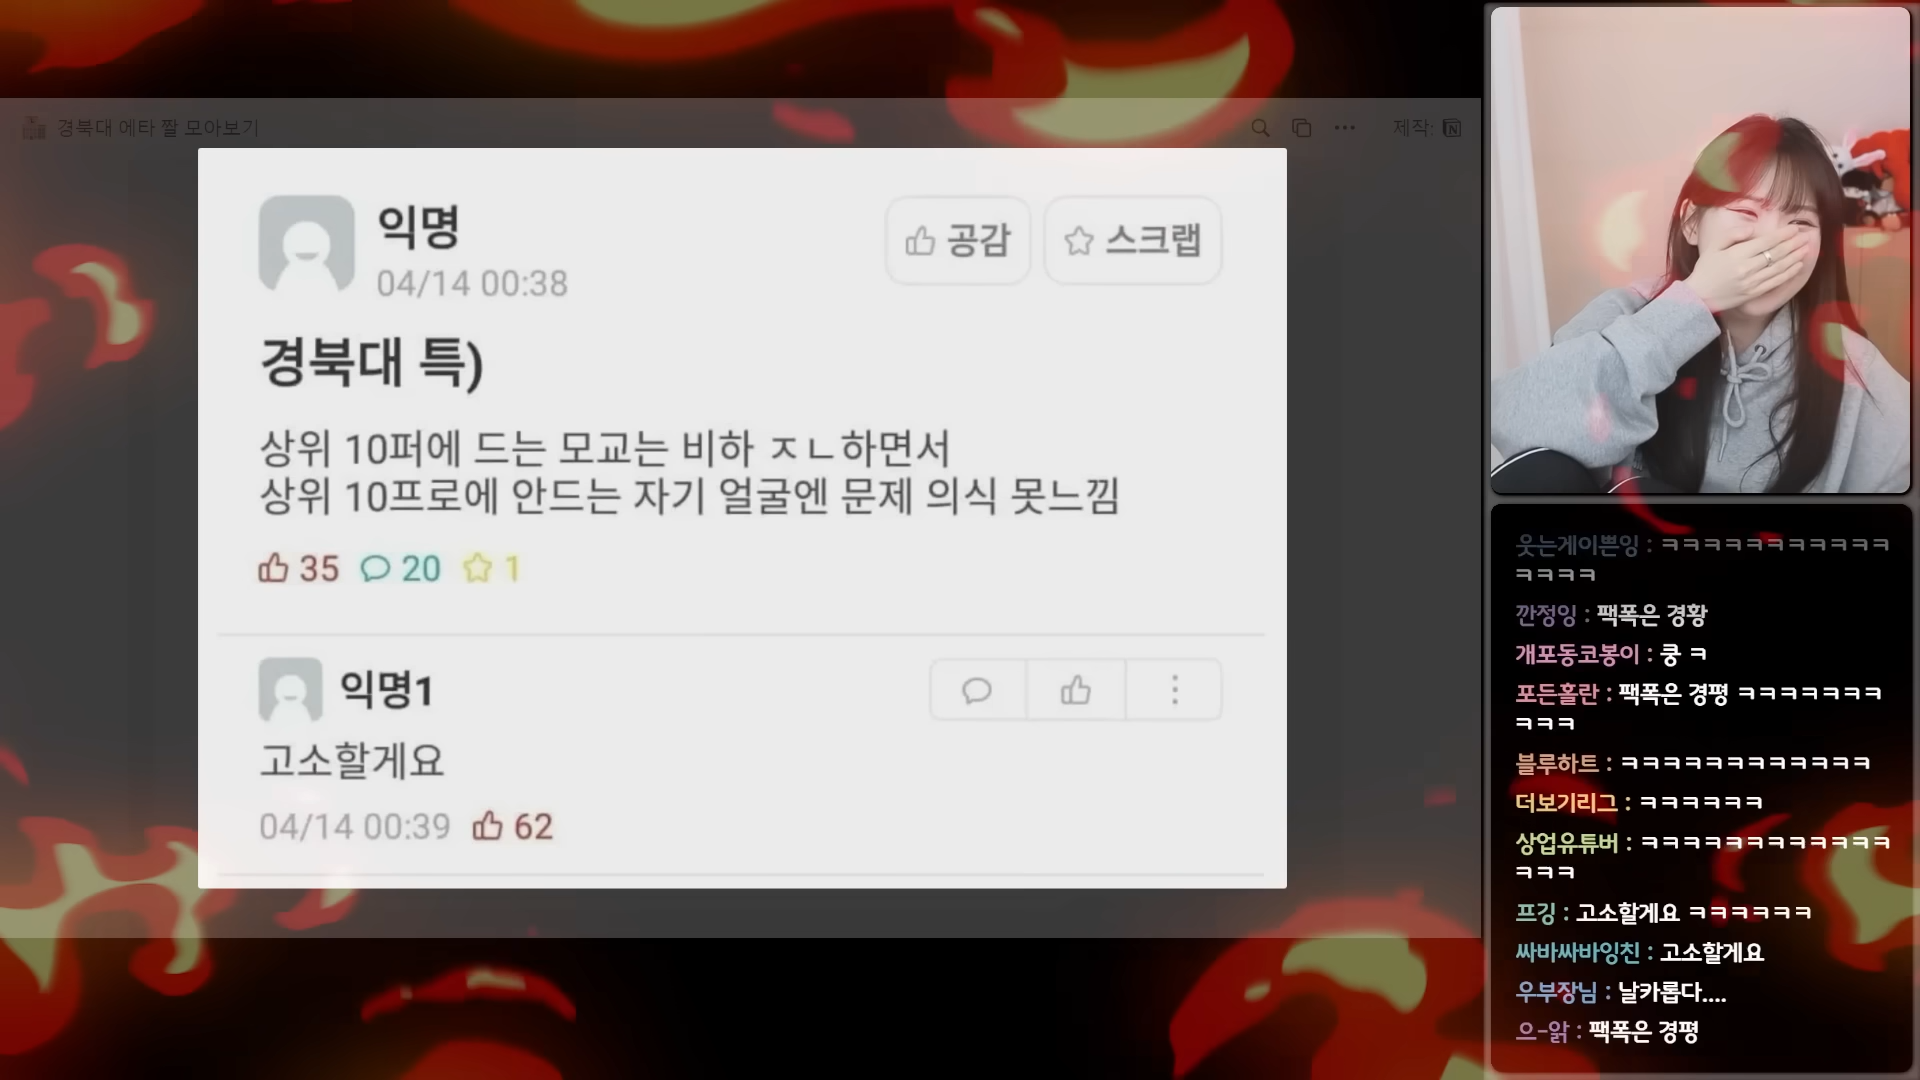 경북대 에타 짤 모아보기
제작:
익명
04/14 00:38
공감
스크랩
경북대 특)
상위 10퍼에 드는 모교는 비하 ㅈㄴ하면서
상위 10프로에 안드는 자기 얼굴엔 문제 의식 못느낌
35 20 1
익명1
고소할게요
04/14 00:39 62
웃는게이쁜잉 : ㅋㅋㅋㅋㅋㅋㅋㅋㅋㅋㅋ
ㅋㅋㅋㅋ
깐정잉 : 팩폭은 경황
개포동코봉이 : 쿵 ㅋ
포든홀란 : 팩폭은 경평 ㅋㅋㅋㅋㅋㅋㅋ
ㅋㅋㅋ
블루하트 : ㅋㅋㅋㅋㅋㅋㅋㅋㅋㅋㅋㅋ
더보기리그 : ㅋㅋㅋㅋㅋㅋ
상업유튜버 : ㅋㅋㅋㅋㅋㅋㅋㅋㅋㅋㅋㅋ
ㅋㅋㅋ
프깅 : 고소할게요 ㅋㅋㅋㅋㅋㅋ
싸바싸바잉친 : 고소할게요
우부장님 : 날카롭다....
으-앍 : 팩폭은 경평